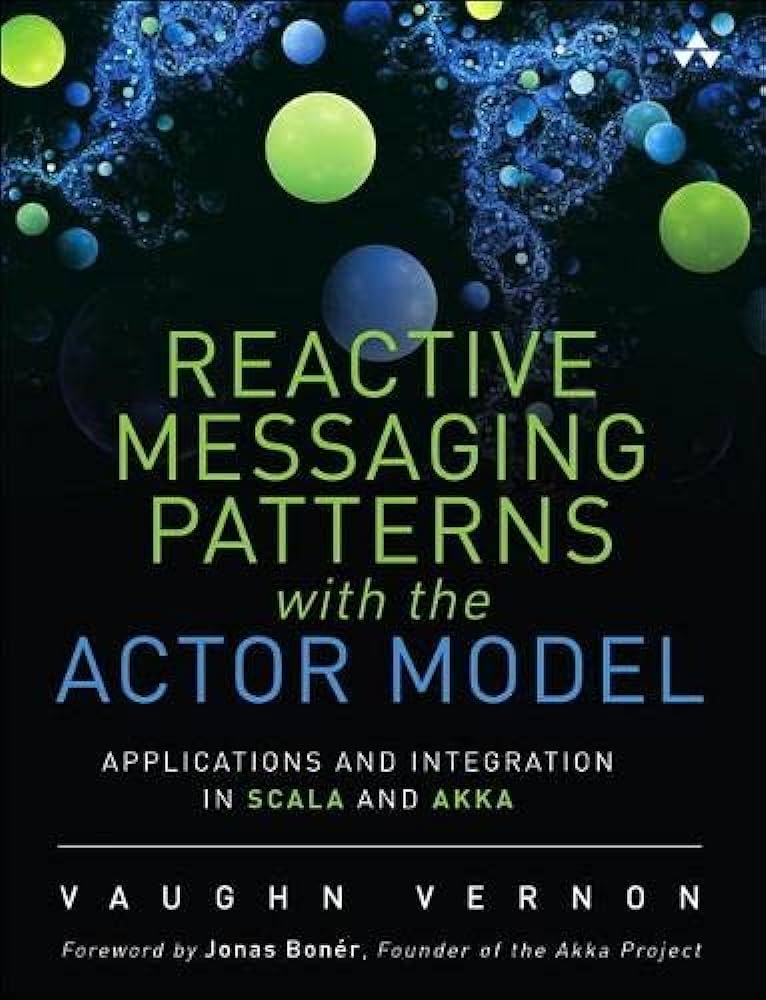 REACTIVE
MESSAGING
PATTERNS
with the
ACTOR MODEL
APPLICATIONS AND INTEGRATION
IN SCALA AND AKKA
VAUGHN VERNON
Foreword by Jonas Bonér, Founder of the Akka Project